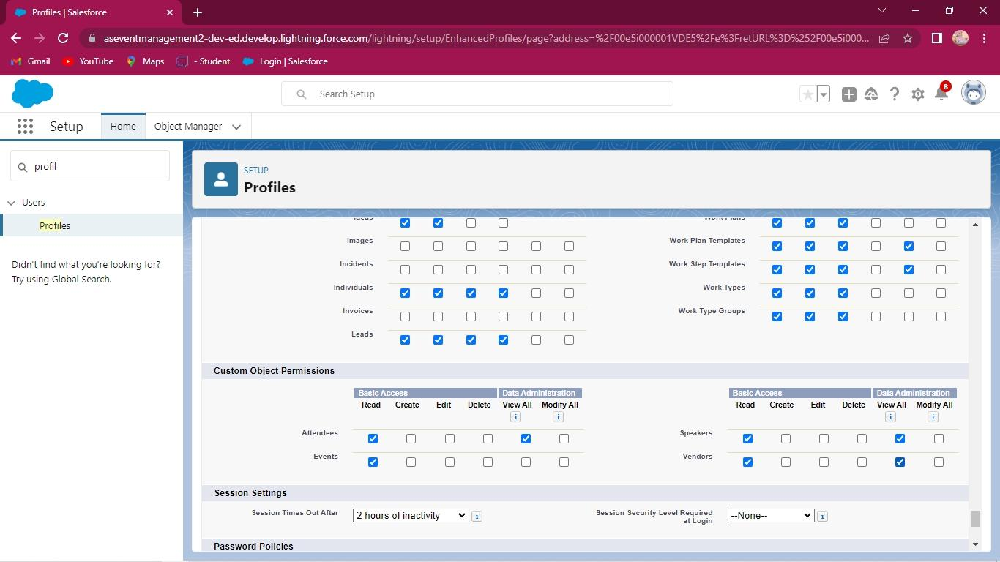 Profiles | Salesforce
aseventmanagement2-dev-ed.develop.lightning.force.com/lightning/setup/EnhancedProfiles/page?address=%2F00e5i000001VDE5%2Fe%3FretURL%3D%252F00e5i000...
Gmail YouTube Maps - Student Login | Salesforce
Search Setup
8
Setup Home Object Manager
profil
Users
Profiles
Didn't find what you're looking for?
Try using Global Search.
SETUP
Profiles
Ideas Work Plans
Images Work Plan Templates
Incidents Work Step Templates
Individuals Work Types
Invoices Work Type Groups
Leads
Custom Object Permissions
Basic Access Data Administration Basic Access Data Administration
Read Create Edit Delete View All Modify All Read Create Edit Delete View All Modify All
i i i i
Attendees Speakers
Events Vendors
Session Settings
Session Times Out After 2 hours of inactivity i Session Security Level Required
at Login --None-- i
Password Policies